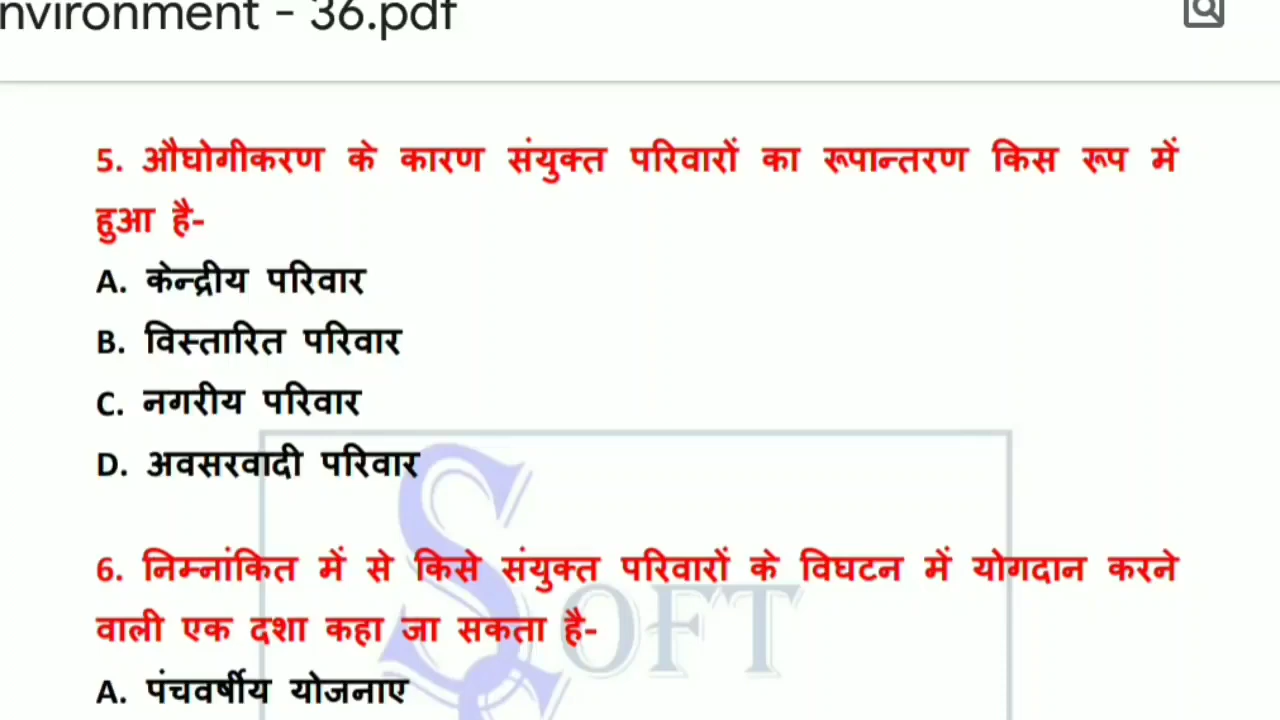 nvironment - 36.pdf
5. औघोगीकरण के कारण संयुक्त परिवारों का रूपान्तरण किस रूप में
हुआ है-
A. केन्द्रीय परिवार
B. विस्तारित परिवार
C. नगरीय परिवार
D. अवसरवादी परिवार
6. निम्नांकित में से किसे संयुक्त परिवारों के विघटन में योगदान करने
वाली एक दशा कहा जा सकता है-
SOFT
A. पंचवर्षीय योजनाए